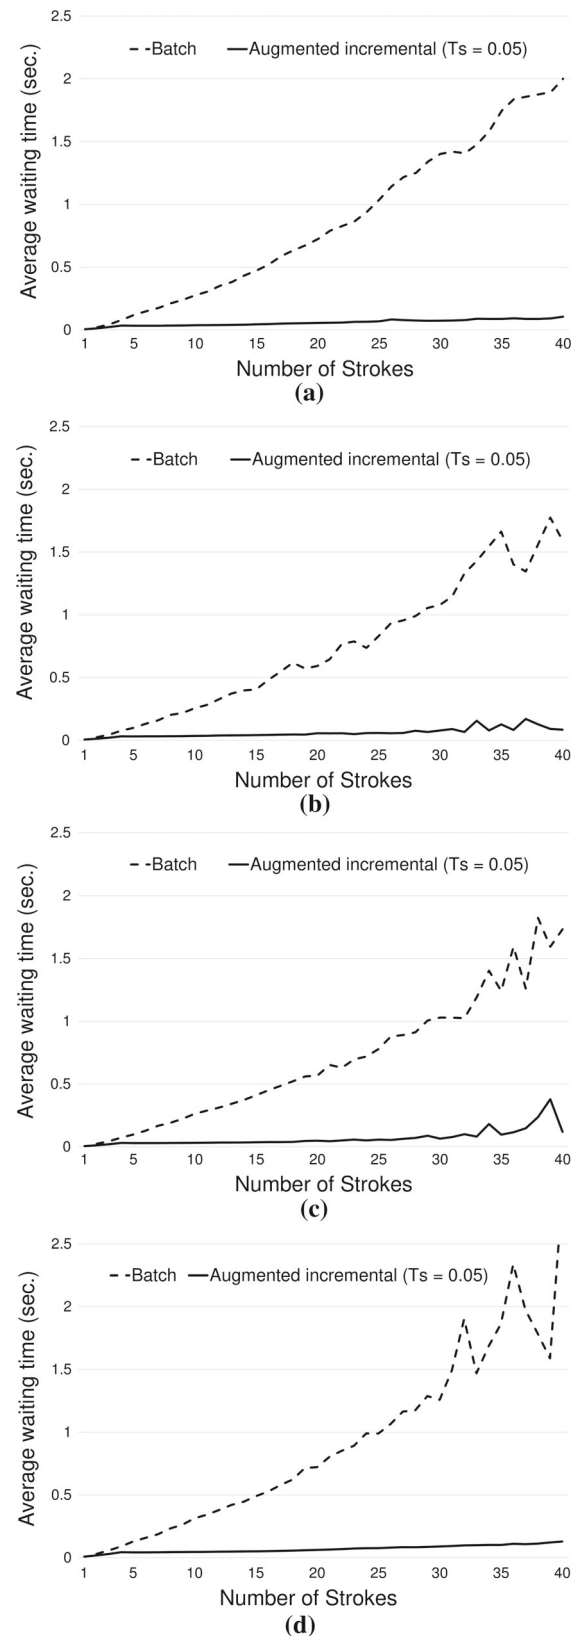 2.5
Batch Augmented incremental (Ts = 0.05)
2
1.5
1
0.5
0
Average waiting time (sec.)
1 5 10 15 20 25 30 35 40
Number of Strokes
(a)
2.5
Batch Augmented incremental (Ts = 0.05)
2
1.5
1
0.5
0
Average waiting time (sec.)
1 5 10 15 20 25 30 35 40
Number of Strokes
(b)
2.5
Batch Augmented incremental (Ts = 0.05)
2
1.5
1
0.5
0
Average waiting time (sec.)
1 5 10 15 20 25 30 35 40
Number of Strokes
(c)
2.5
Batch Augmented incremental (Ts = 0.05)
2
1.5
1
0.5
0
Average waiting time (sec.)
1 5 10 15 20 25 30 35 40
Number of Strokes
(d)